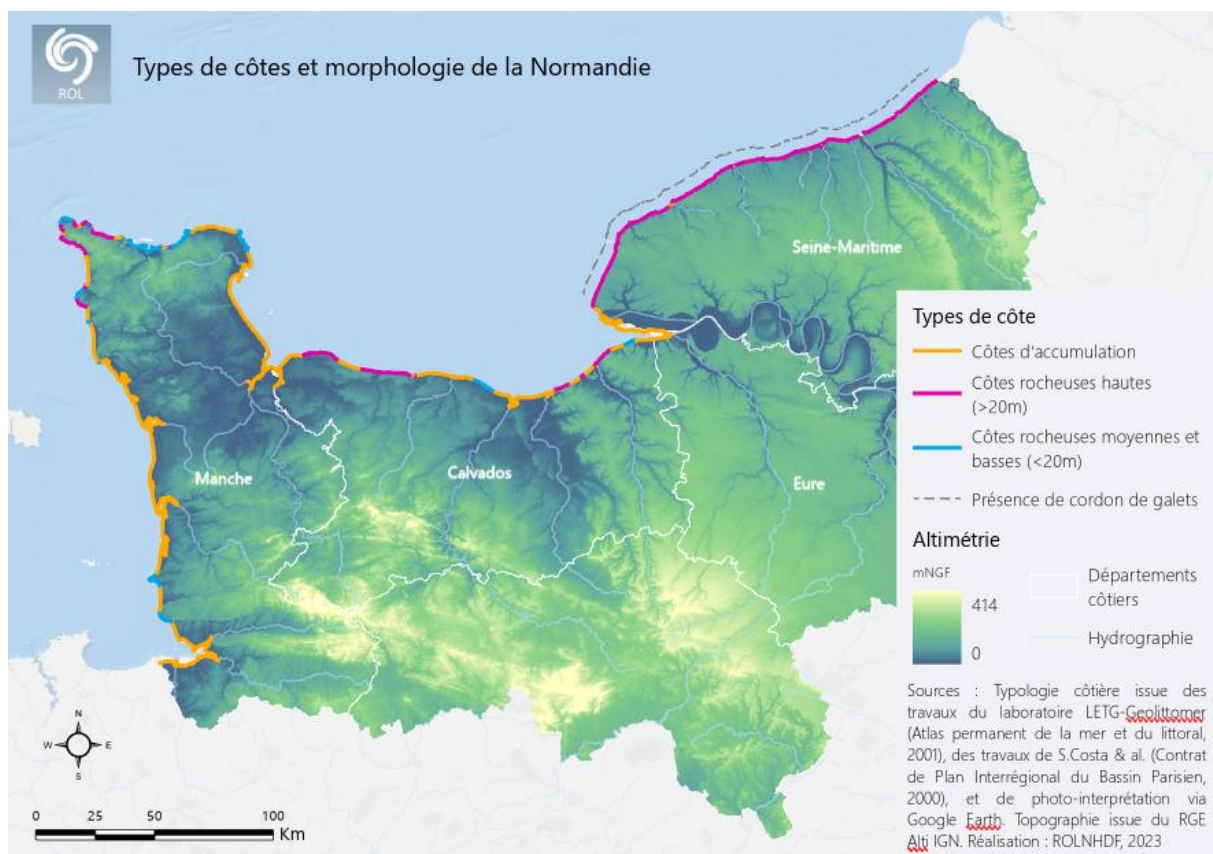 ROL
Types de côtes et morphologie de la Normandie
Seine-Maritime
Manche
Calvados
Eure
Types de côte
Côtes d'accumulation
Côtes rocheuses hautes
(>20m)
Côtes rocheuses moyennes et
basses (<20m)
Présence de cordon de galets
Altimétrie
mNGF
414
0
Départements
côtiers
Hydrographie
Sources : Typologie côtière issue des
travaux du laboratoire LETG-Geolittomer
(Atlas permanent de la mer et du littoral,
2001), des travaux de S.Costa & al. (Contrat
de Plan Interrégional du Bassin Parisien,
2000), et de photo-interprétation via
Google Earth. Topographie issue du RGE
Alti IGN. Réalisation : ROLNHDF, 2023
N
W E
S
0 25 50 100
Km